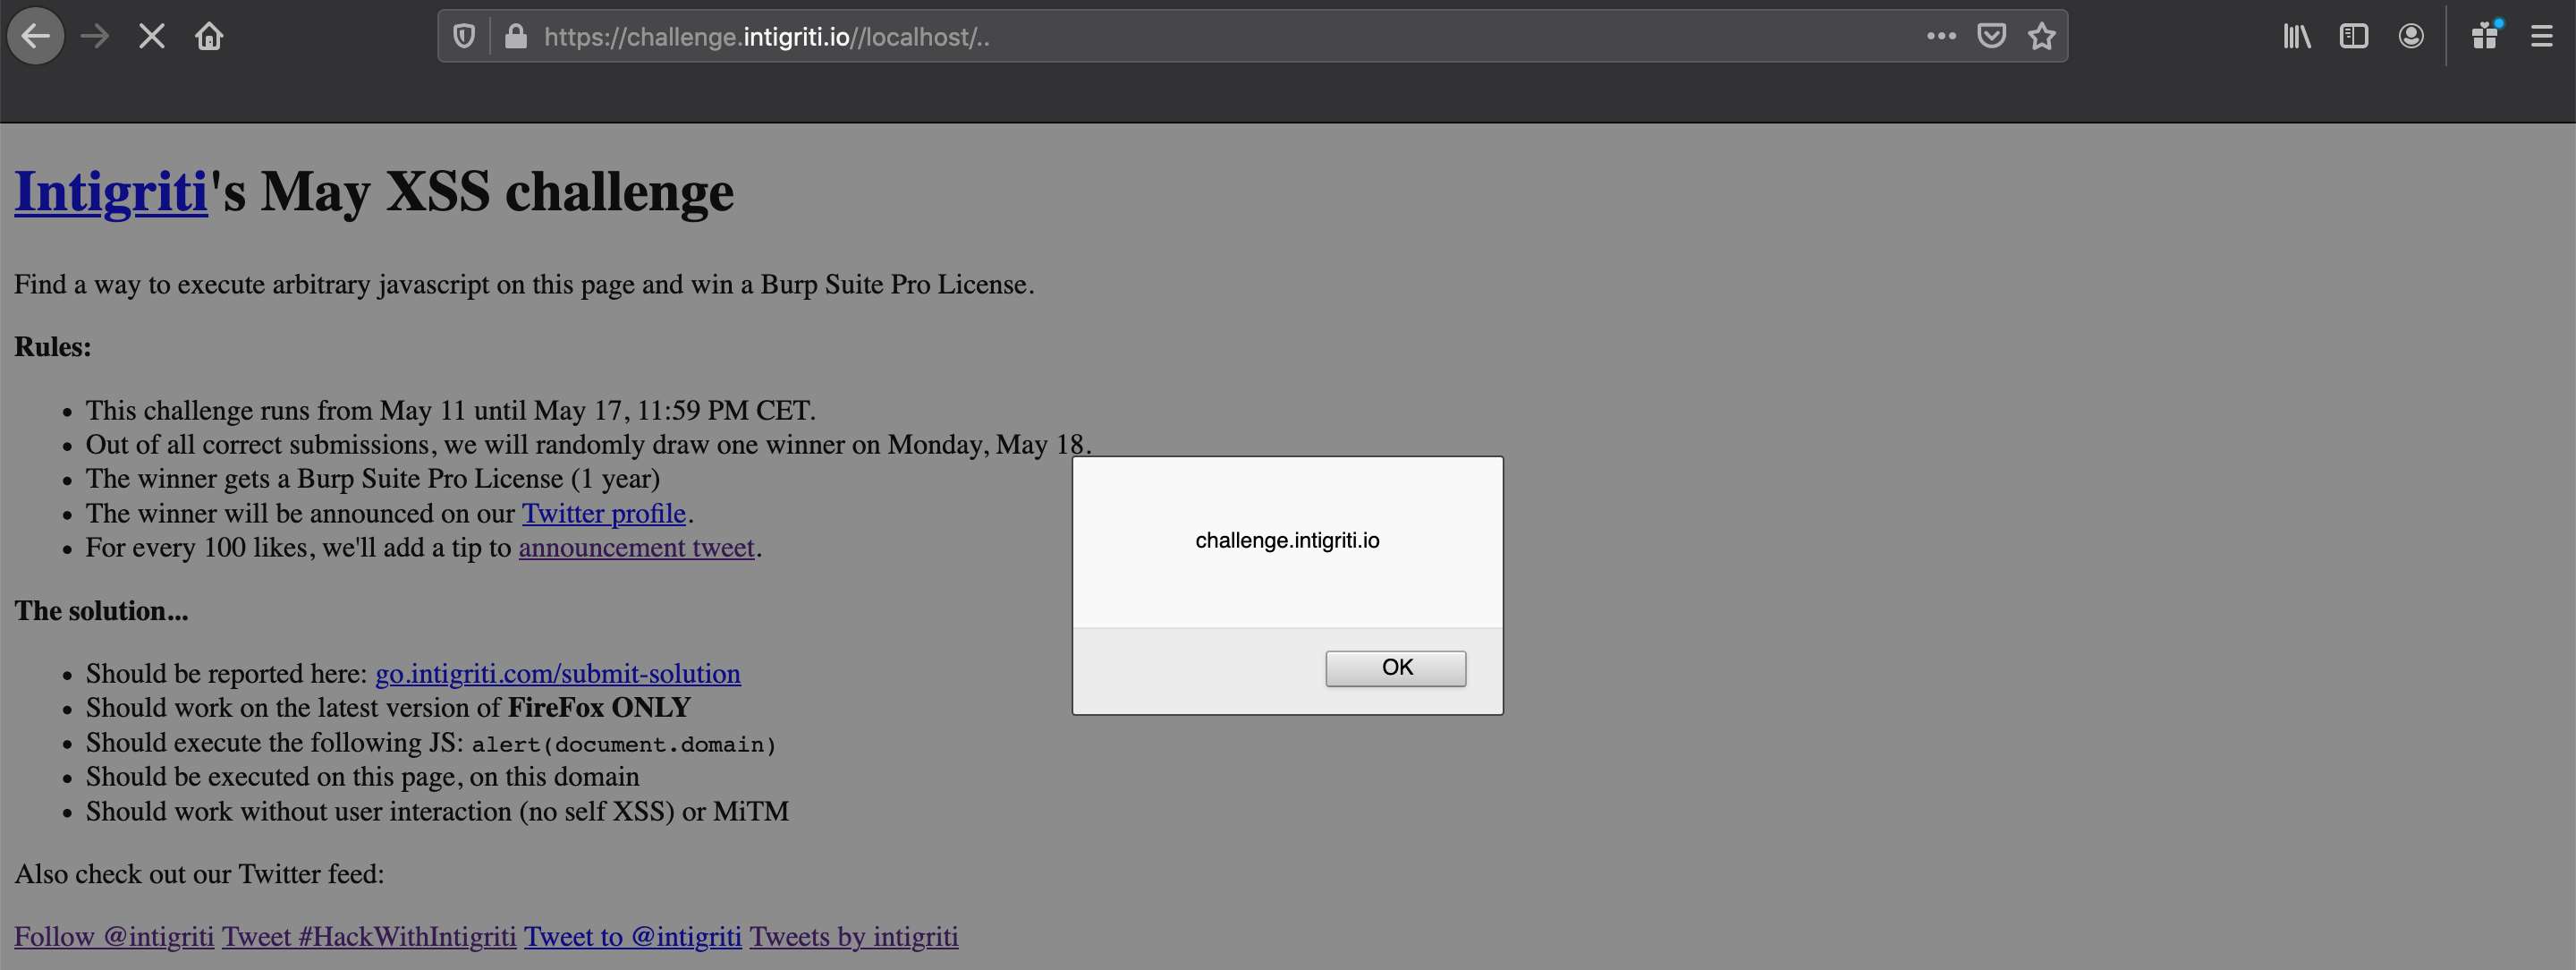 https://challenge.intigriti.io//localhost/..
Intigriti's May XSS challenge
Find a way to execute arbitrary javascript on this page and win a Burp Suite Pro License.
Rules:
• This challenge runs from May 11 until May 17, 11:59 PM CET.
• Out of all correct submissions, we will randomly draw one winner on Monday, May 18.
• The winner gets a Burp Suite Pro License (1 year)
• The winner will be announced on our Twitter profile.
• For every 100 likes, we'll add a tip to announcement tweet.
challenge.intigriti.io
OK
The solution...
• Should be reported here: go.intigriti.com/submit-solution
• Should work on the latest version of FireFox ONLY
• Should execute the following JS: alert(document.domain)
• Should be executed on this page, on this domain
• Should work without user interaction (no self XSS) or MiTM
Also check out our Twitter feed:
Follow @intigriti Tweet #HackWithIntigriti Tweet to @intigriti Tweets by intigriti